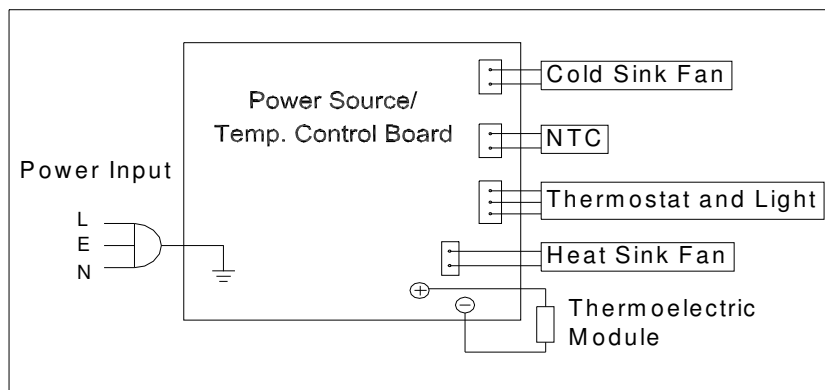 Power Source/
Temp. Control Board
Power Input
L
E
N
Cold Sink Fan
NTC
Thermostat and Light
Heat Sink Fan
+
−
Thermoelectric
Module